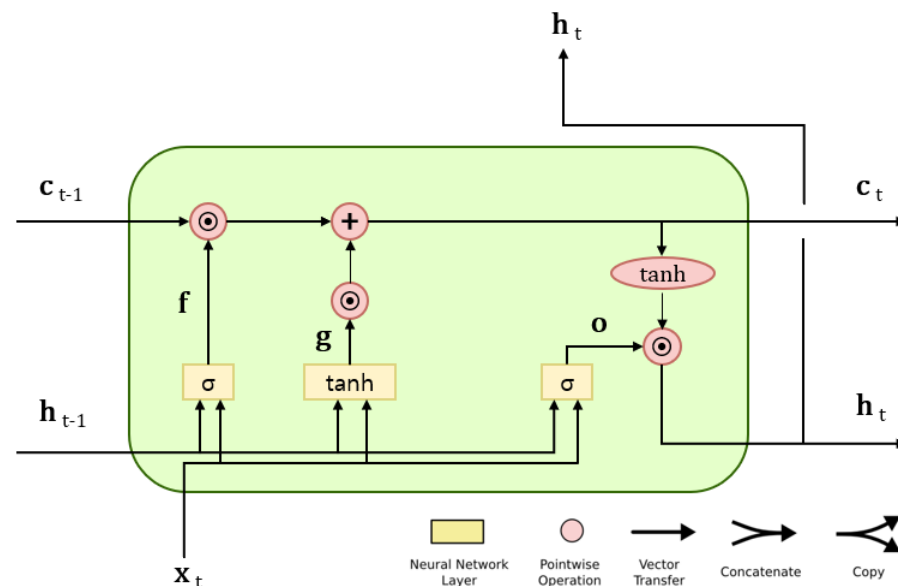 h t
c t-1
c t
+
tanh
f
o
g
σ
tanh
σ
h t-1
h t
x t
Neural Network
Layer
Pointwise
Operation
Vector
Transfer
Concatenate
Copy